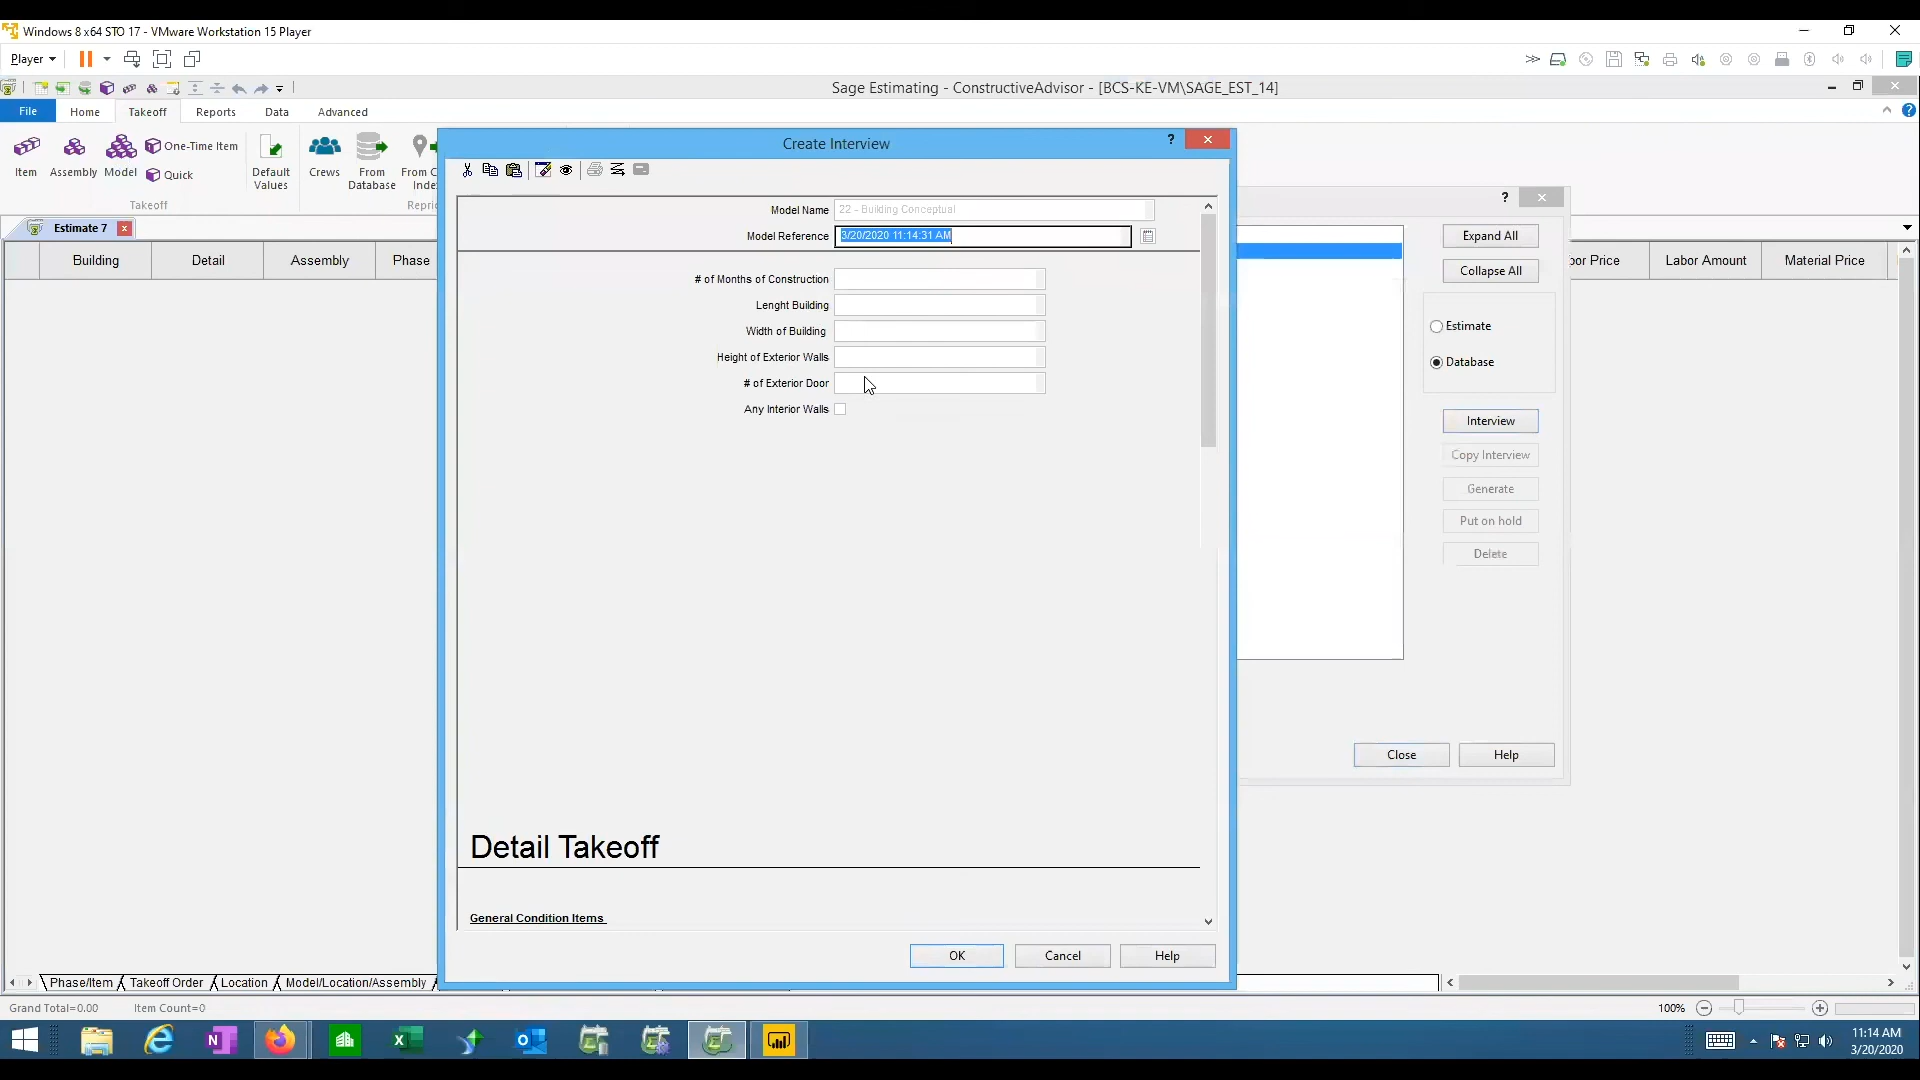 Windows 8 x64 STO 17 - VMware Workstation 15 Player
Player
Sage Estimating - ConstructiveAdvisor - [BCS-KE-VM\SAGE_EST_14]
File Home Takeoff Reports Data Advanced
Item Assembly Model One-Time Item Quick
Takeoff
Default Values
Crews
From Database
From C
Inde
Repri
Estimate 7
Building Detail Assembly Phase
bor Price Labor Amount Material Price
Create Interview
Model Name 22 - Building Conceptual
Model Reference 3/20/2020 11:14:31 AM
# of Months of Construction
Lenght Building
Width of Building
Height of Exterior Walls
# of Exterior Door
Any Interior Walls
Detail Takeoff
General Condition Items
OK Cancel Help
Expand All
Collapse All
Estimate
Database
Interview
Copy Interview
Generate
Put on hold
Delete
Close Help
Phase/Item Takeoff Order Location Model/Location/Assembly
Grand Total=0.00 Item Count=0
100%
11:14 AM
3/20/2020